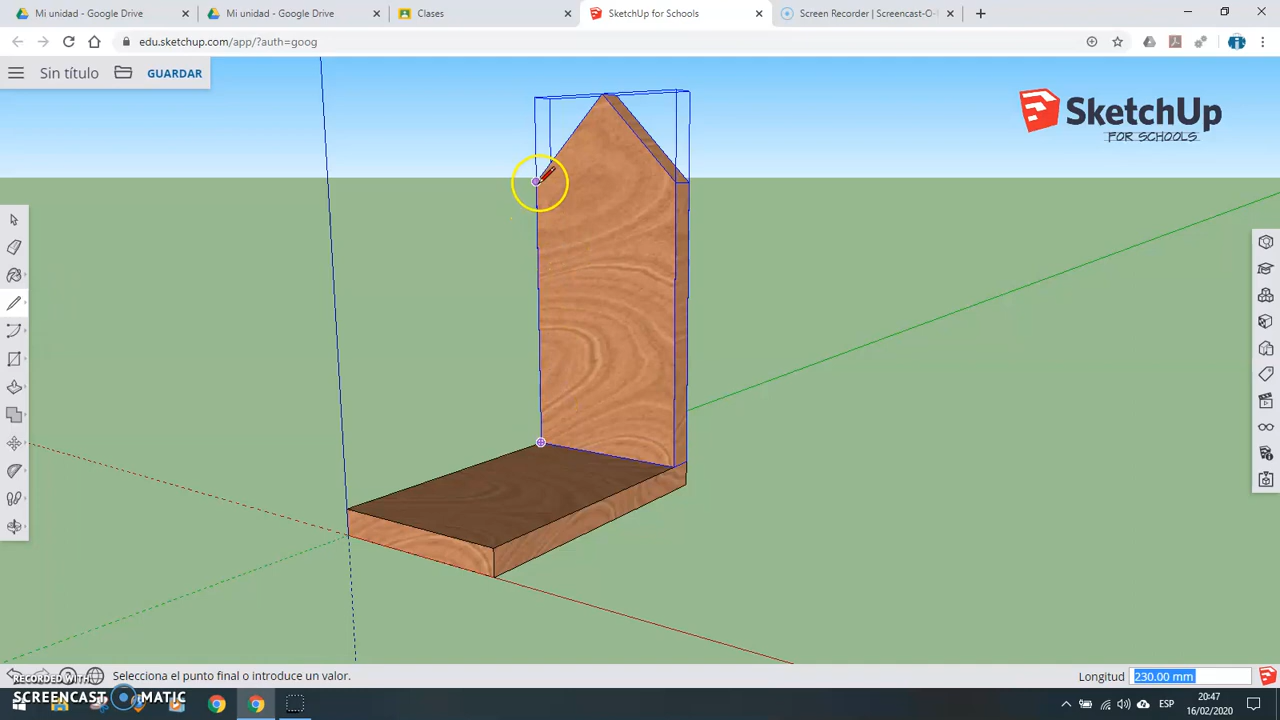 Mi unidad - Google Drive
Mi unidad - Google Drive
Clases
SketchUp for Schools
Screen Recorder | Screencast-O-
edu.sketchup.com/app/?auth=goog
Sin título
GUARDAR
SketchUp
FOR SCHOOLS
Selecciona el punto final o introduce un valor.
Longitud
230.00 mm
RECORDED WITH
SCREENCAST MATIC
ESP
20:47
16/02/2020